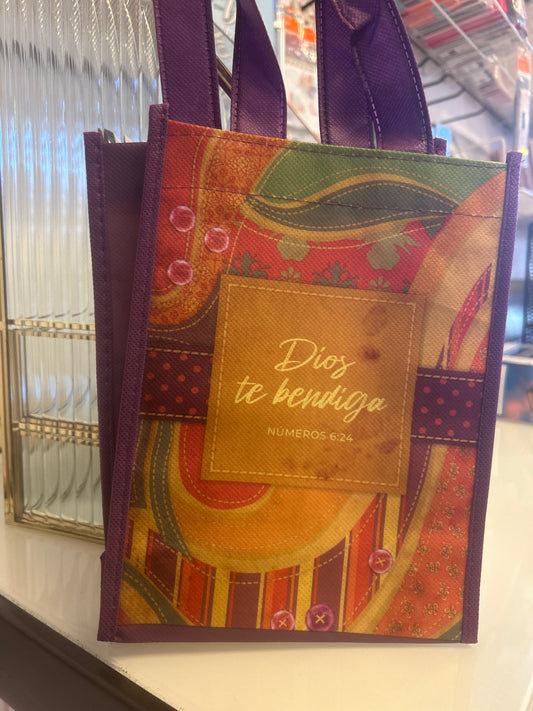 Dios
te bendiga
NÚMEROS 6:24